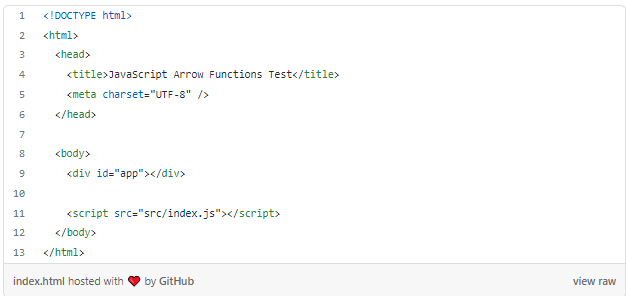 1 <!DOCTYPE html>
2 <html>
3 <head>
4 <title>JavaScript Arrow Functions Test</title>
5 <meta charset="UTF-8" />
6 </head>
7
8 <body>
9 <div id="app"></div>
10
11 <script src="src/index.js"></script>
12 </body>
13 </html>
index.html hosted with ❤ by GitHub view raw